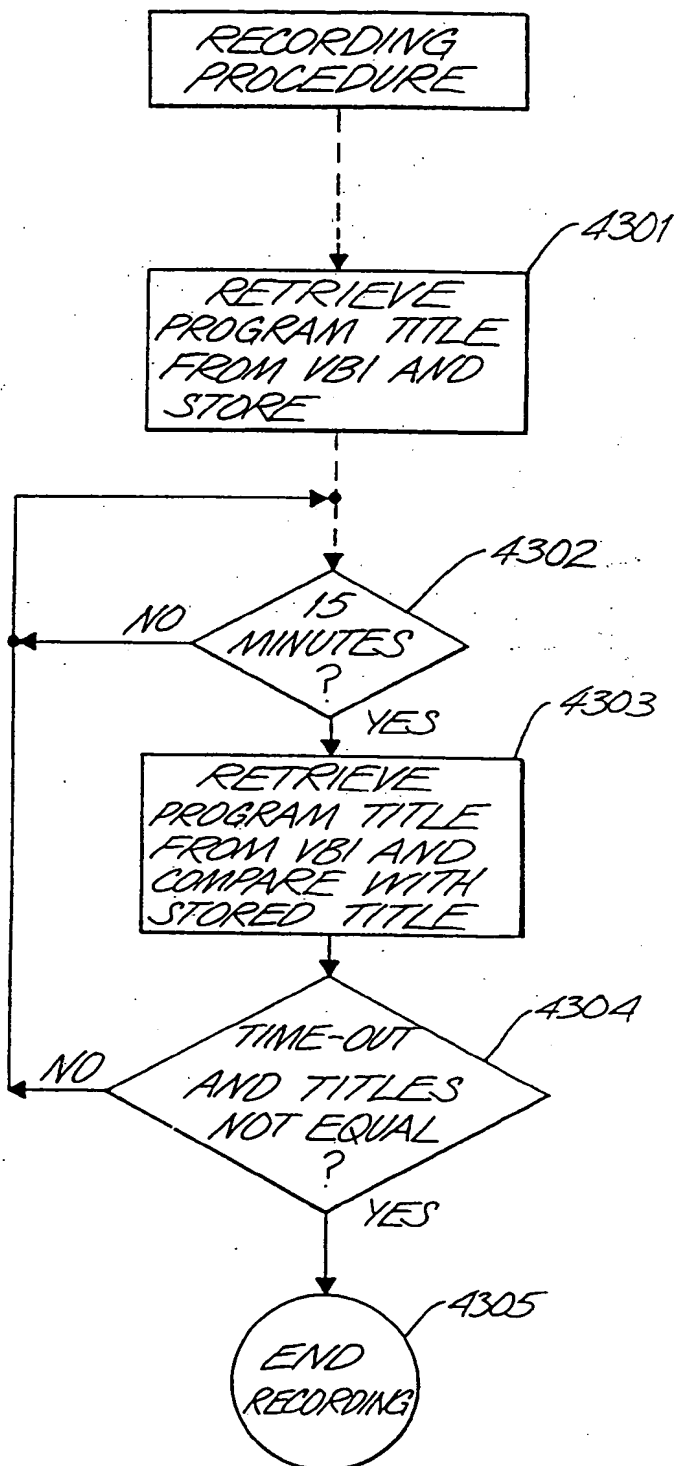 RECORDING
PROCEDURE
4301
RETRIEVE
PROGRAM TITLE
FROM VBI AND
STORE
4302
15
MINUTES
?
NO
YES
4303
RETRIEVE
PROGRAM TITLE
FROM VBI AND
COMPARE WITH
STORED TITLE
4304
TIME-OUT
AND TITLES
NOT EQUAL
?
NO
YES
4305
END
RECORDING